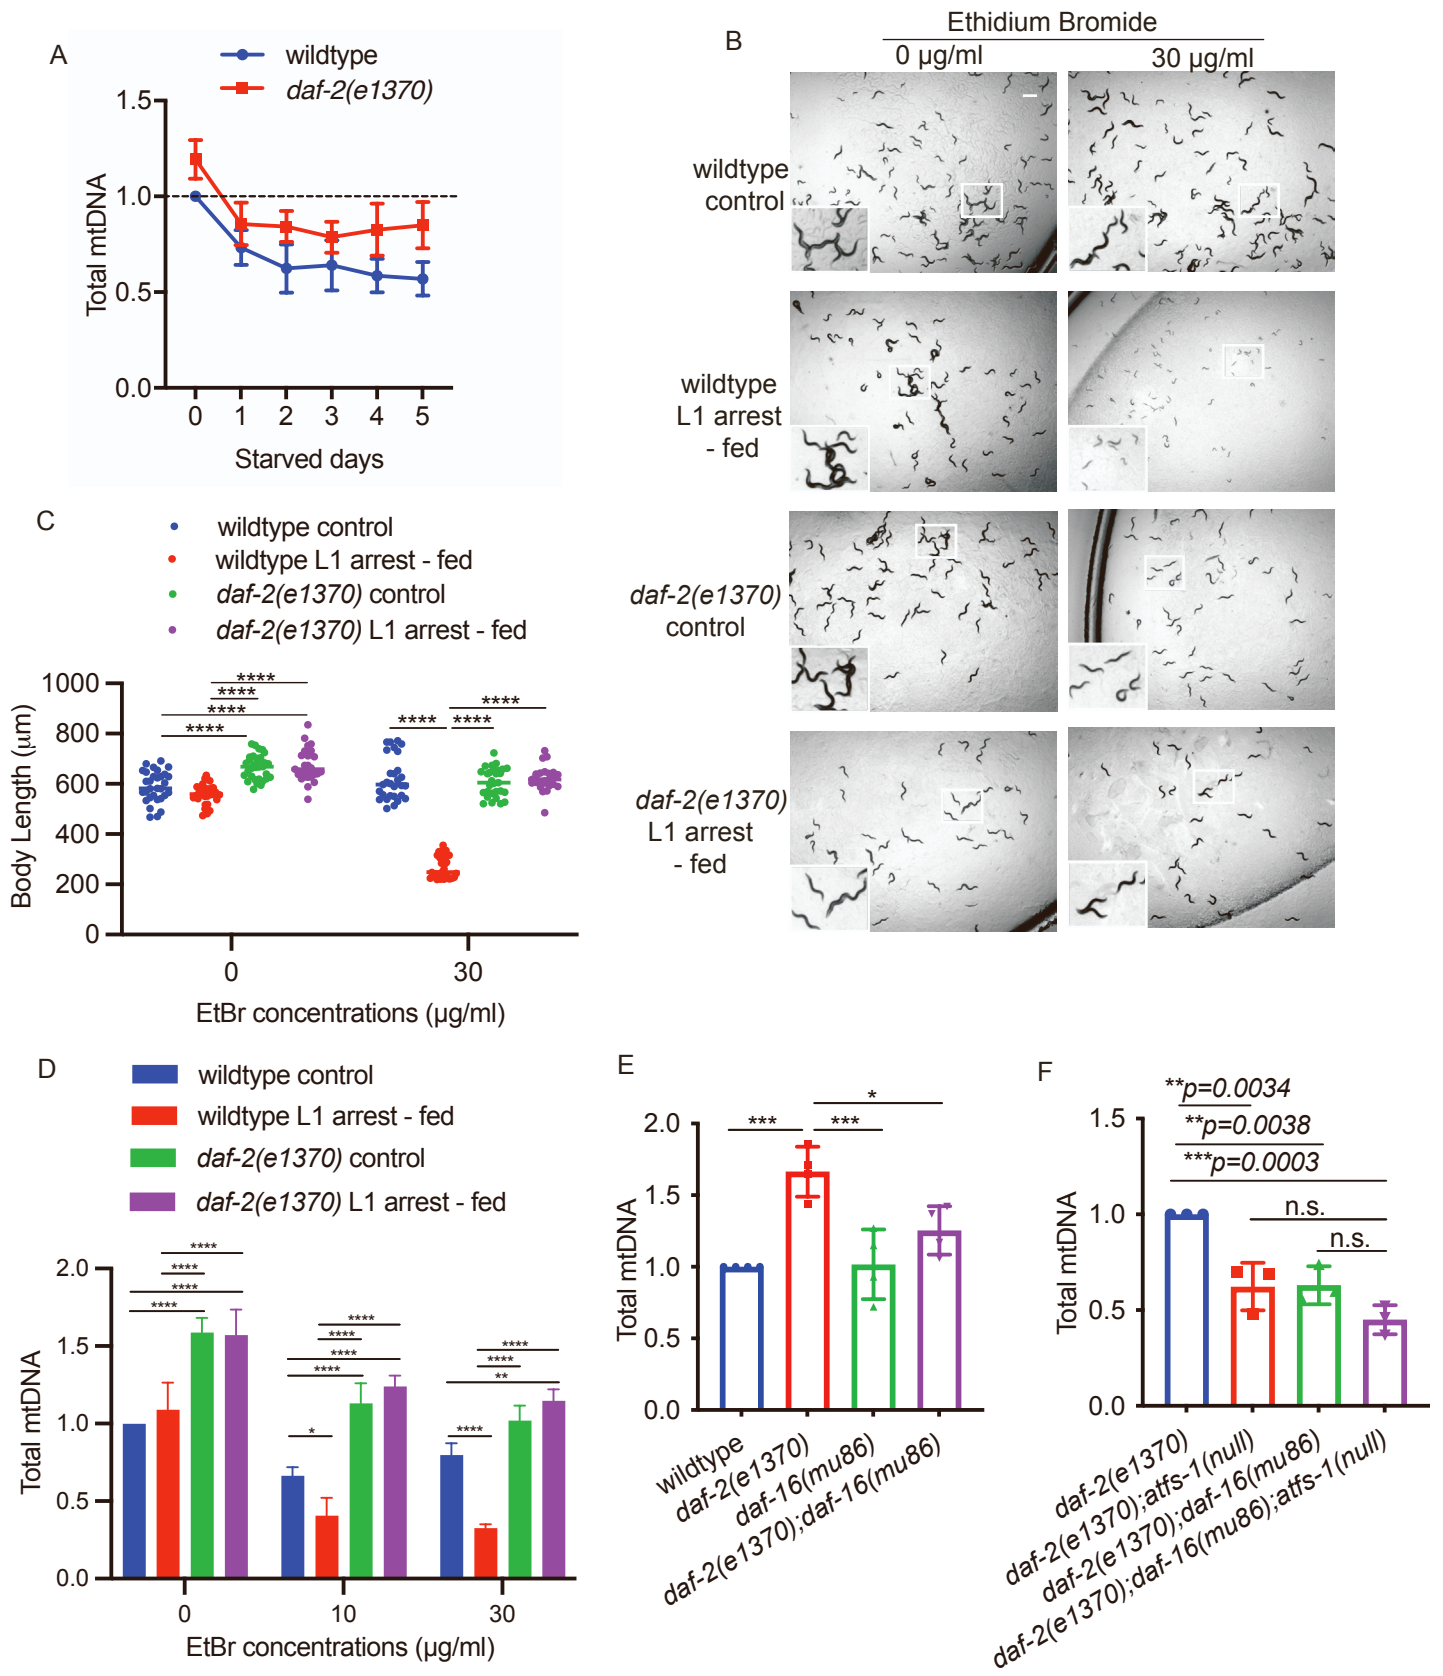 A
wildtype
daf-2(e1370)
1.5
1.0
0.5
0.0
Total mtDNA
0 1 2 3 4 5
Starved days
B
Ethidium Bromide
0 µg/ml 30 µg/ml
wildtype
control
wildtype
L1 arrest
- fed
daf-2(e1370)
control
daf-2(e1370)
L1 arrest
- fed
C
wildtype control
wildtype L1 arrest - fed
daf-2(e1370) control
daf-2(e1370) L1 arrest - fed
1000
800
600
400
200
0
Body Length (µm)
****
****
****
****
****
**** ****
0 30
EtBr concentrations (µg/ml)
D
wildtype control
wildtype L1 arrest - fed
daf-2(e1370) control
daf-2(e1370) L1 arrest - fed
2.0
1.5
1.0
0.5
0.0
Total mtDNA
****
****
****
****
****
****
****
****
*
****
****
**
****
0 10 30
EtBr concentrations (µg/ml)
E
2.0
1.5
1.0
0.5
0.0
Total mtDNA
*
*** ***
wildtype
daf-2(e1370)
daf-16(mu86)
daf-2(e1370);daf-16(mu86)
F
1.5
1.0
0.5
0.0
Total mtDNA
**p=0.0034
**p=0.0038
***p=0.0003
n.s.
n.s.
daf-2(e1370)
daf-2(e1370);atfs-1(null)
daf-2(e1370);daf-16(mu86)
daf-2(e1370);daf-16(mu86);atfs-1(null)